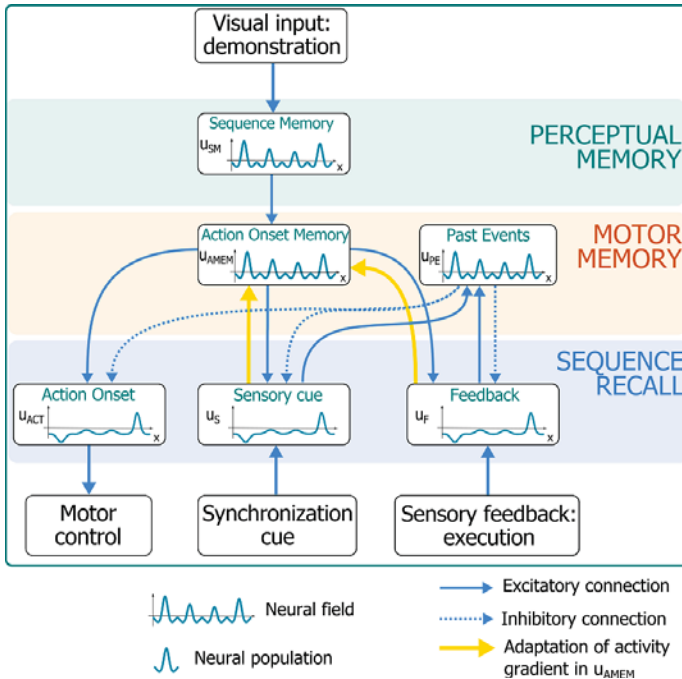 Visual input:
demonstration
Sequence Memory
u_SM
x
PERCEPTUAL
MEMORY
Action Onset Memory
u_AMEM
x
Past Events
u_PE
x
MOTOR
MEMORY
SEQUENCE
RECALL
Action Onset
u_ACT
x
Sensory cue
u_S
x
Feedback
u_F
x
Motor
control
Synchronization
cue
Sensory feedback:
execution
Neural field
Neural population
Excitatory connection
Inhibitory connection
Adaptation of activity
gradient in u_AMEM